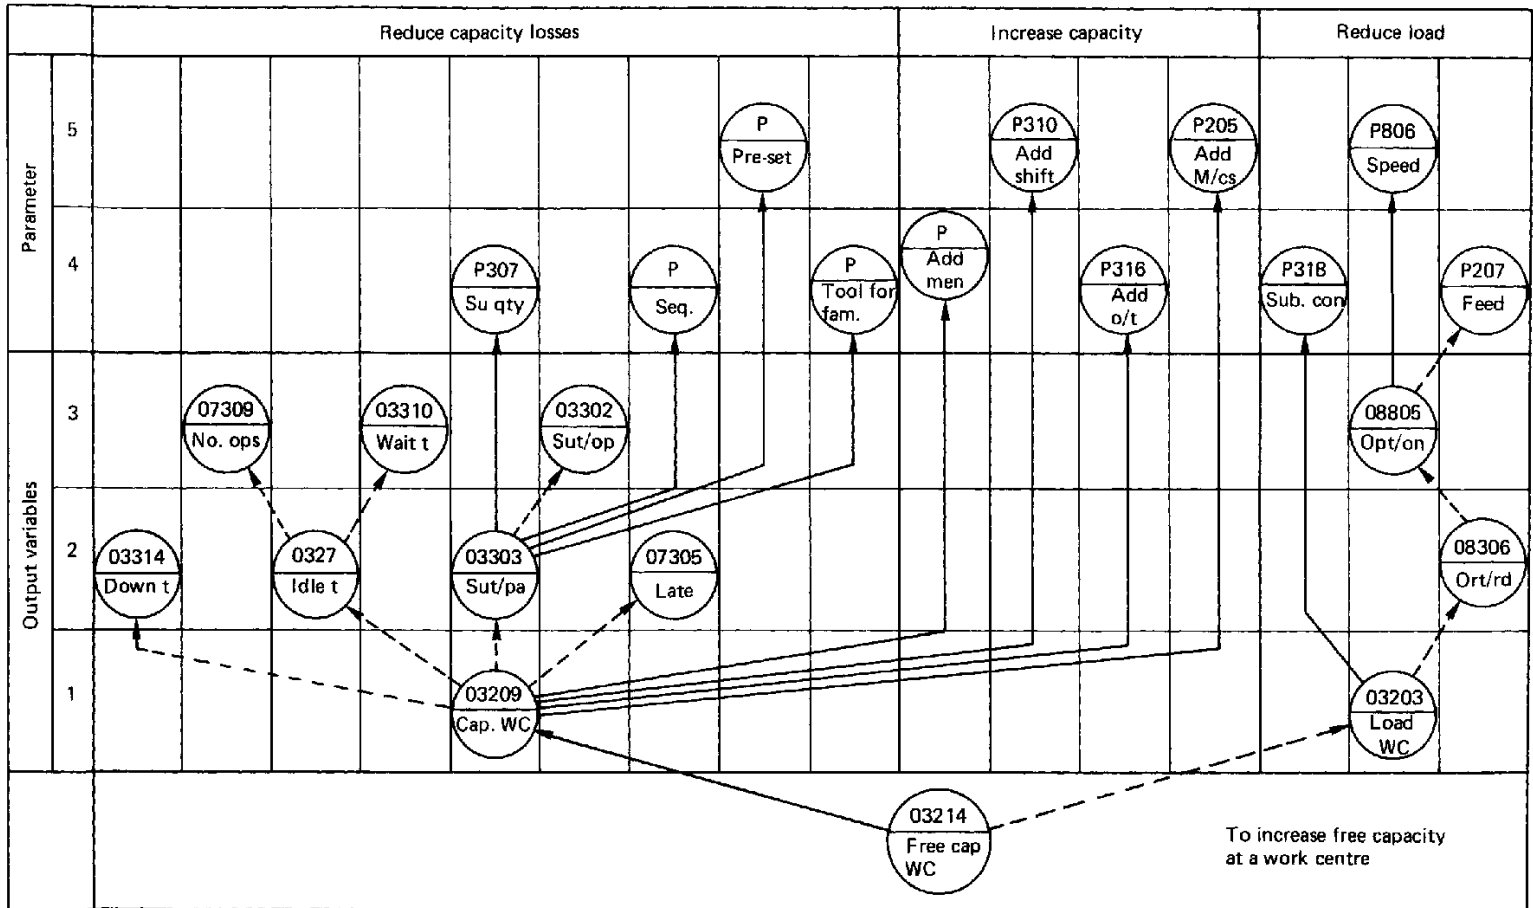 Reduce capacity losses
Increase capacity
Reduce load
Parameter
5
P
Pre-set
P310
Add
shift
P205
Add
M/cs
P806
Speed
4
P307
Su qty
P
Seq.
P
Tool for
fam.
P
Add
men
P316
Add
o/t
P318
Sub. con
P207
Feed
Output variables
3
07309
No. ops
03310
Wait t
03302
Sut/op
08805
Opt/on
2
03314
Down t
0327
Idle t
03303
Sut/pa
07305
Late
08306
Ort/rd
1
03209
Cap. WC
03203
Load
WC
03214
Free cap
WC
To increase free capacity
at a work centre